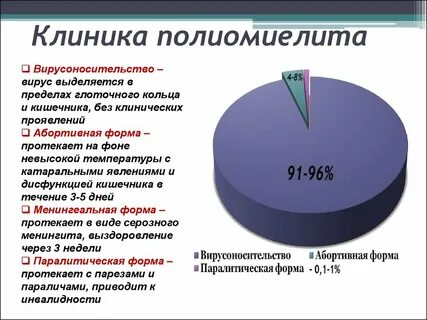 Клиника полиомиелита
❑ Вирусоносительство –
вирус выделяется в
пределах глоточного кольца
и кишечника, без клинических
проявлений
❑ Абортивная форма –
протекает на фоне
невысокой температуры с
катаральными явлениями и
дисфункцией кишечника в
течение 3-5 дней
❑ Менингеальная форма –
протекает в виде серозного
менингита, выздоровление
через 3 недели
❑ Паралитическая форма –
протекает с парезами и
параличами, приводит к
инвалидности
4-8%
91-96%
Вирусоносительство
Абортивная форма
Паралитическая форма - 0,1-1%